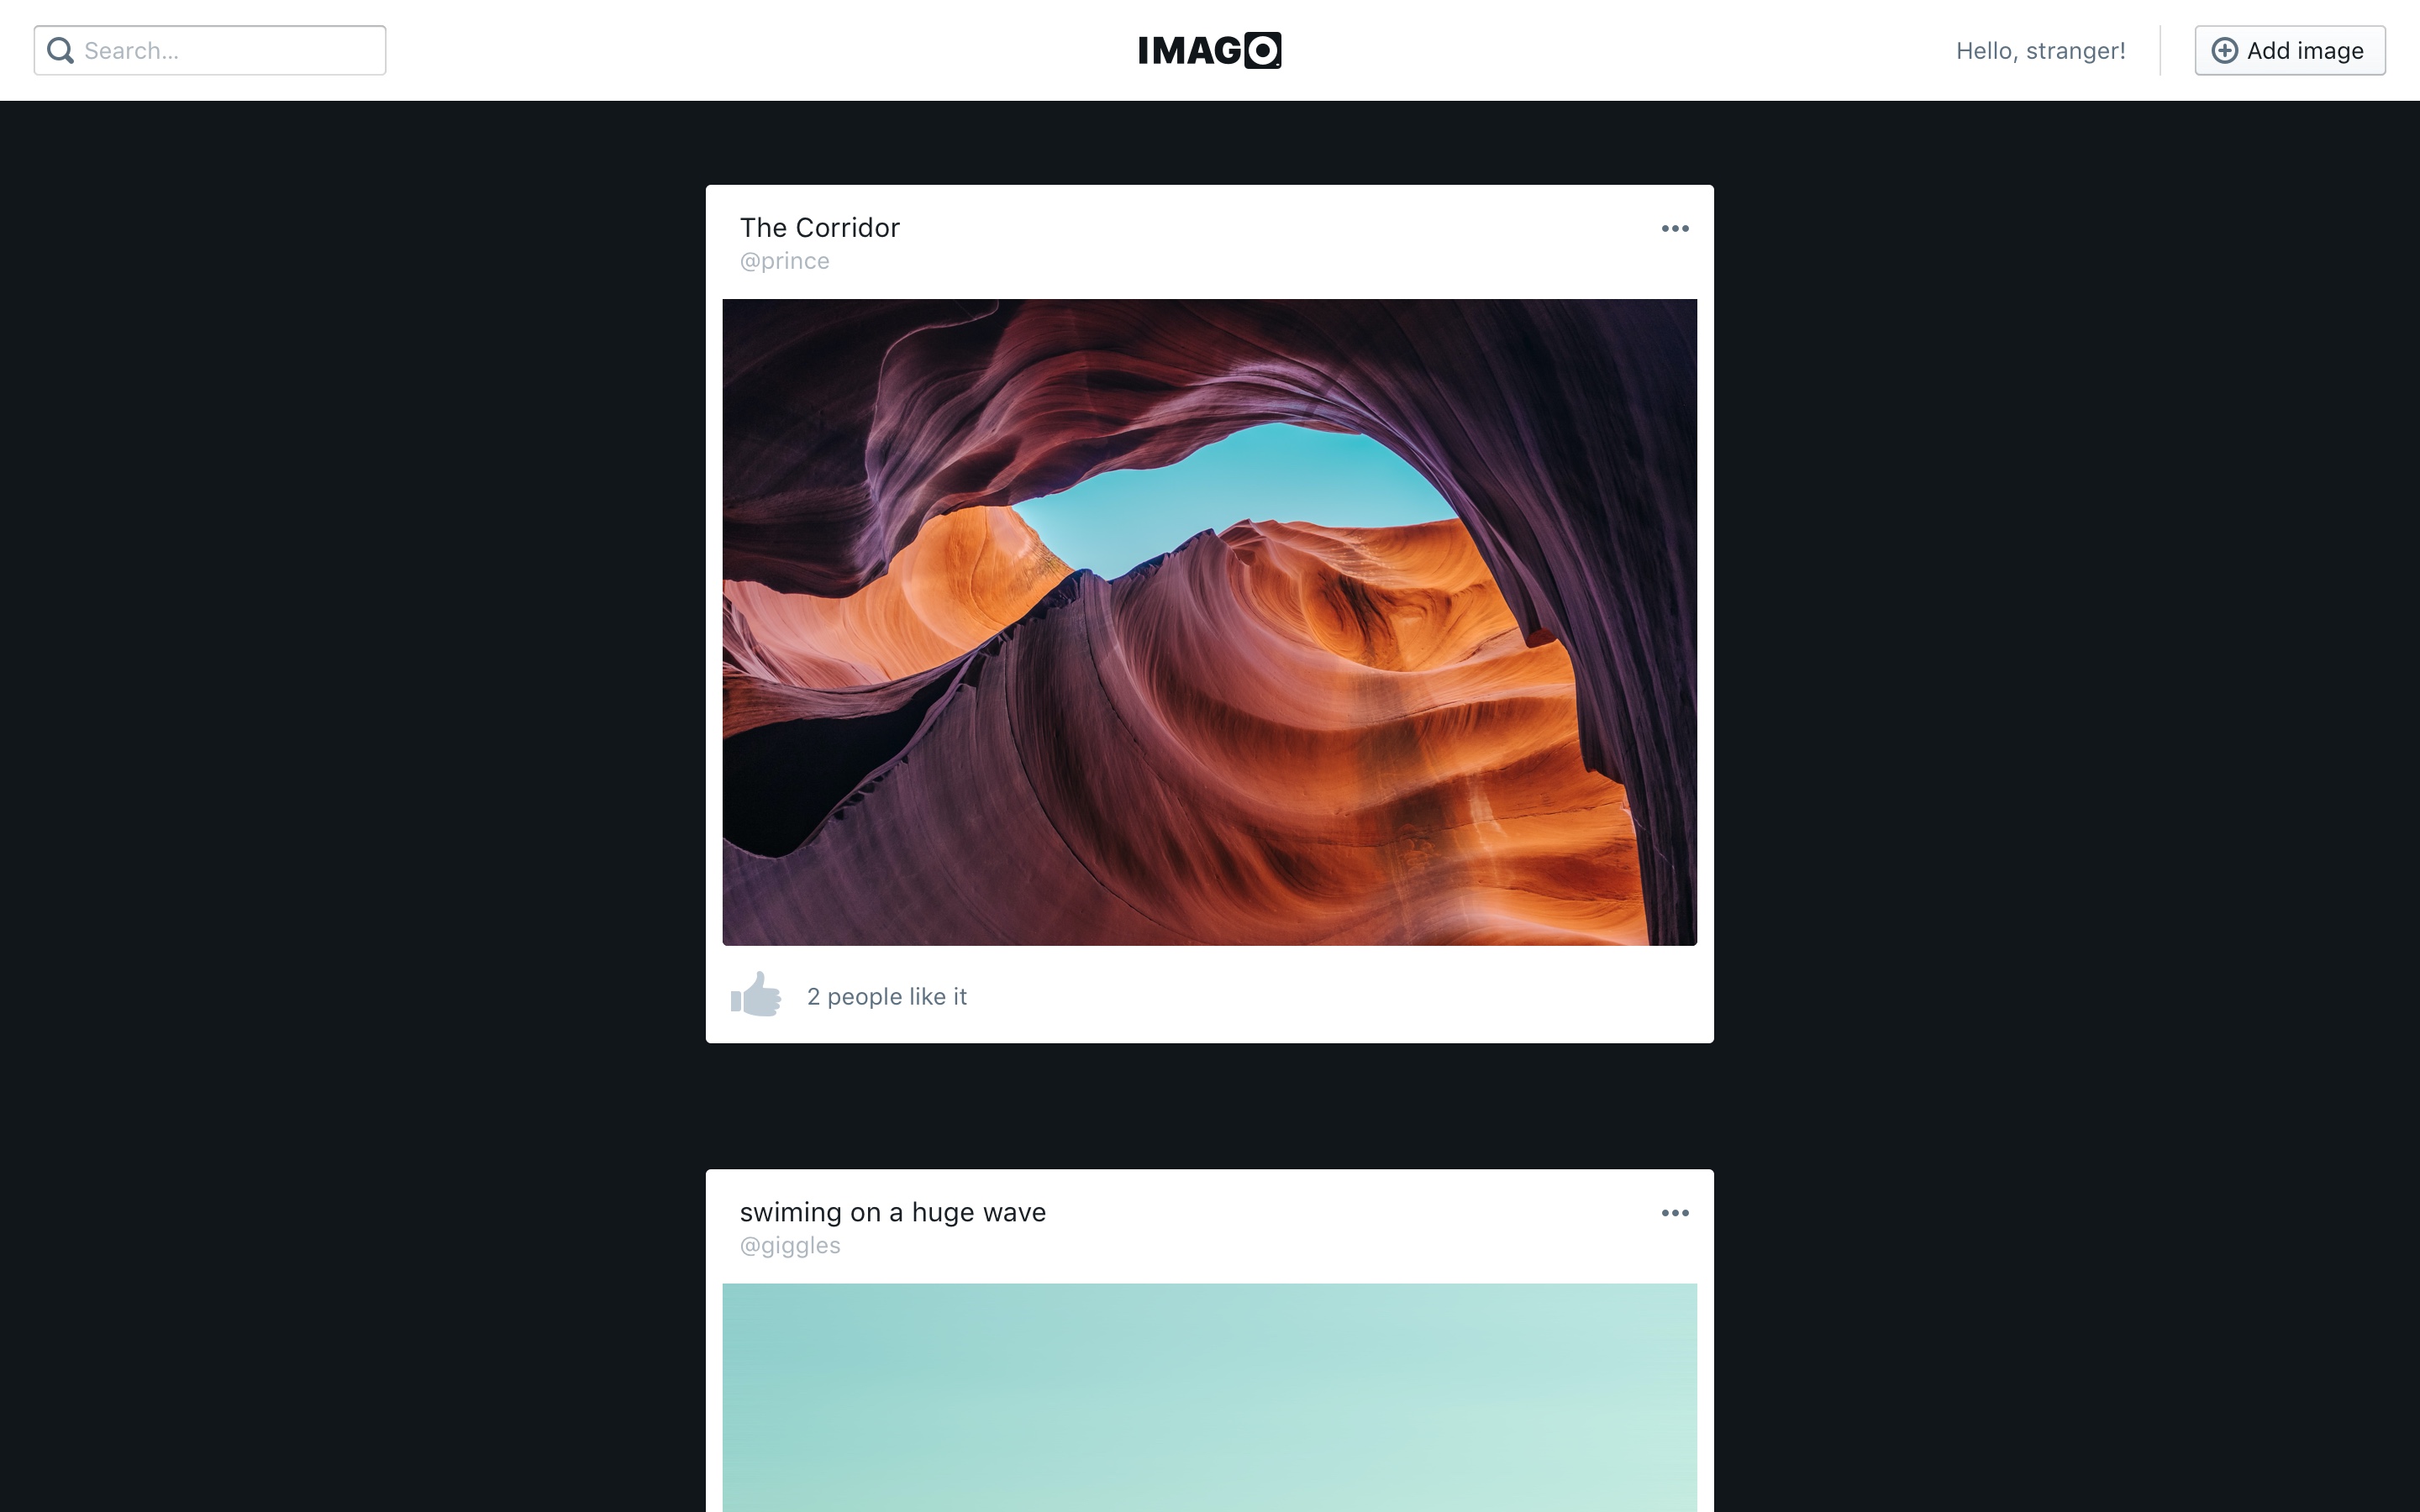 Search...
IMAGO
Hello, stranger!
Add image
The Corridor
@prince
2 people like it
swiming on a huge wave
@giggles